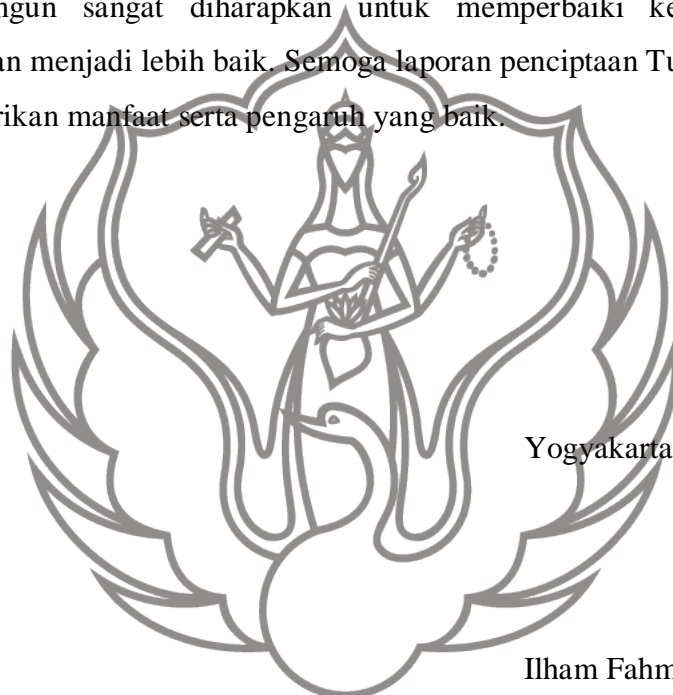 ngun sangat diharapkan untuk memperbaiki ke
an menjadi lebih baik. Semoga laporan penciptaan Tu
rikan manfaat serta pengaruh yang baik.
Yogyakarta
Ilham Fahm